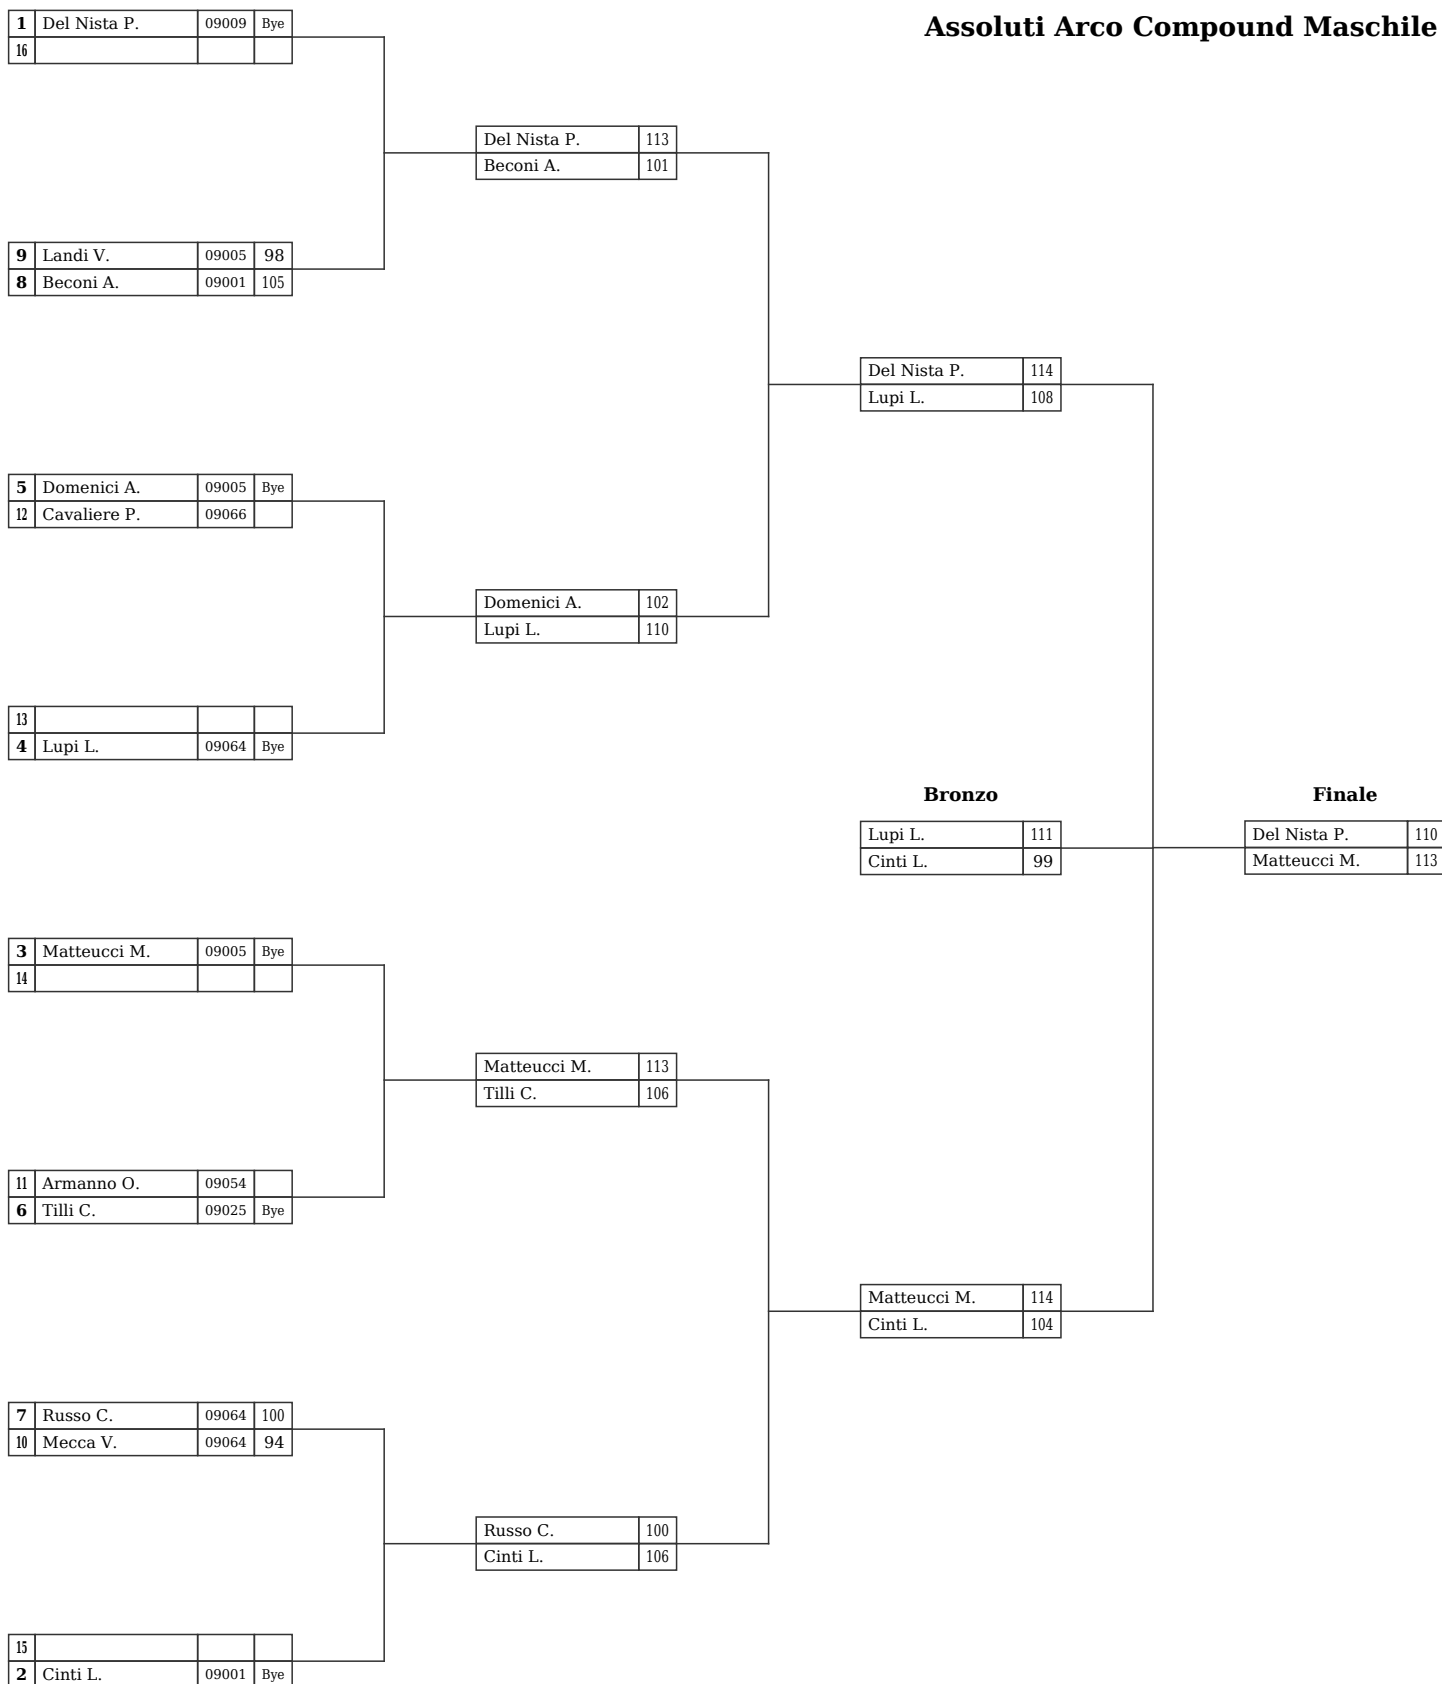 Assoluti Arco Compound Maschile
1 Del Nista P. 09009 Bye
16
Del Nista P. 113
Beconi A. 101
9 Landi V. 09005 98
8 Beconi A. 09001 105
Del Nista P. 114
Lupi L. 108
5 Domenici A. 09005 Bye
12 Cavaliere P. 09066
Domenici A. 102
Lupi L. 110
13
4 Lupi L. 09064 Bye
Bronzo
Finale
Lupi L. 111
Cinti L. 99
Del Nista P. 110
Matteucci M. 113
3 Matteucci M. 09005 Bye
14
Matteucci M. 113
Tilli C. 106
11 Armanno O. 09054
6 Tilli C. 09025 Bye
Matteucci M. 114
Cinti L. 104
7 Russo C. 09064 100
10 Mecca V. 09064 94
Russo C. 100
Cinti L. 106
15
2 Cinti L. 09001 Bye